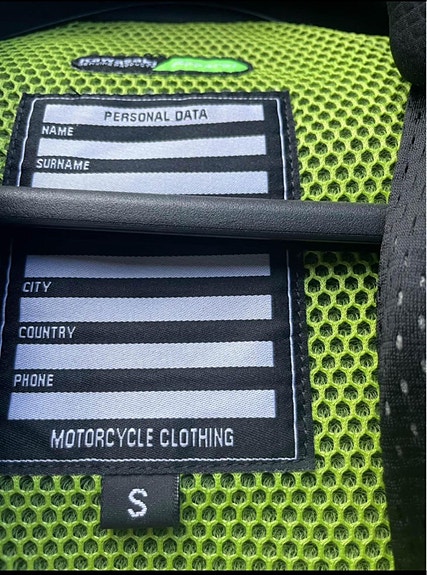 PERSONAL DATA
NAME
SURNAME
CITY
COUNTRY
PHONE
MOTORCYCLE CLOTHING
S